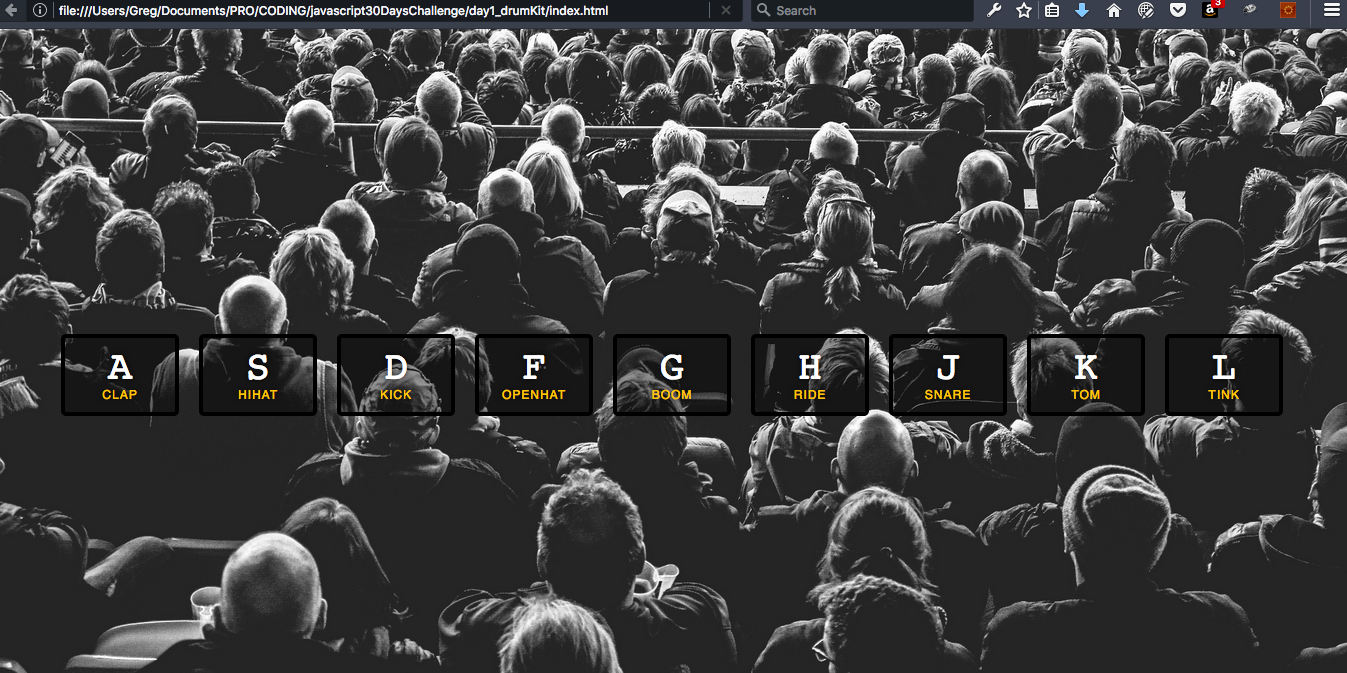 file:///Users/Greg/Documents/PRO/CODING/javascript30DaysChallenge/day1_drumKit/index.html
Search
3
a
A S D F G H J K L
CLAP HIHAT KICK OPENHAT BOOM RIDE SNARE TOM TINK